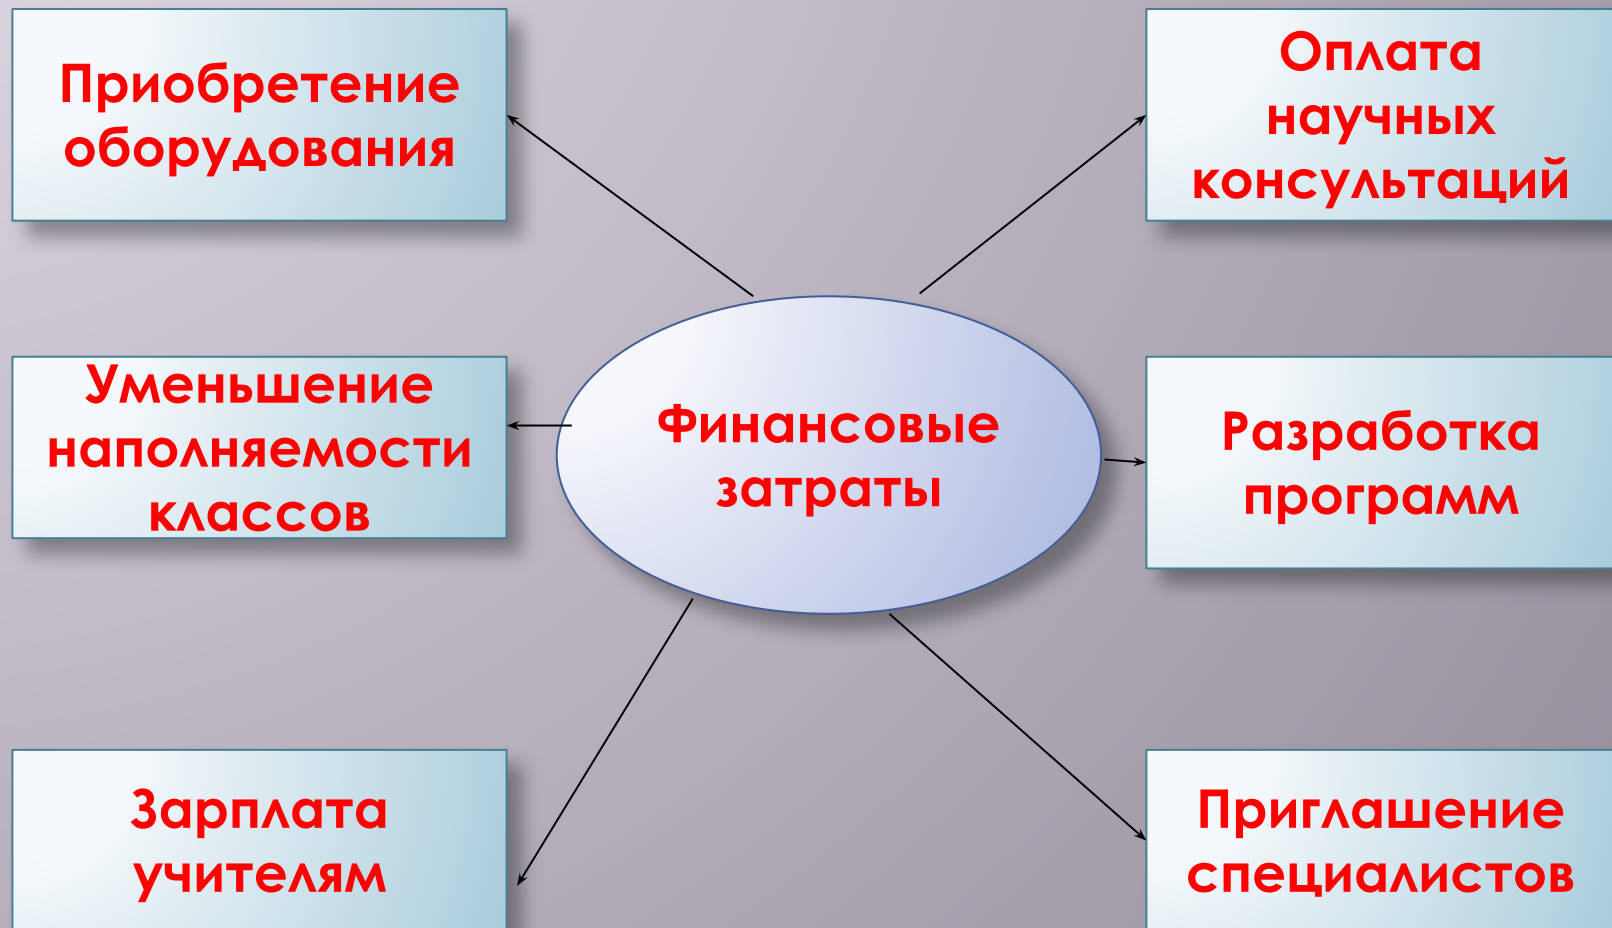 Приобретение
оборудования
Оплата
научных
консультаций
Уменьшение
наполняемости
классов
Финансовые
затраты
Разработка
программ
Зарплата
учителям
Приглашение
специалистов